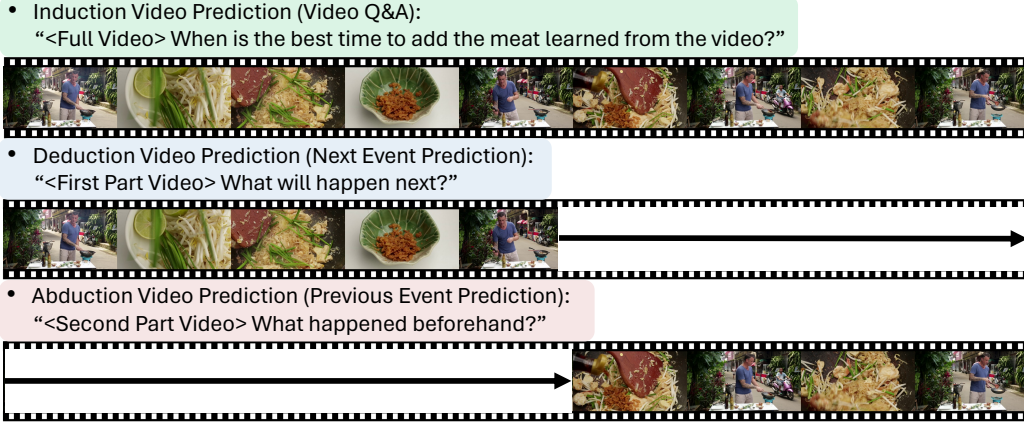 • Induction Video Prediction (Video Q&A):
“<Full Video> When is the best time to add the meat learned from the video?”
• Deduction Video Prediction (Next Event Prediction):
“<First Part Video> What will happen next?”
• Abduction Video Prediction (Previous Event Prediction):
“<Second Part Video> What happened beforehand?”